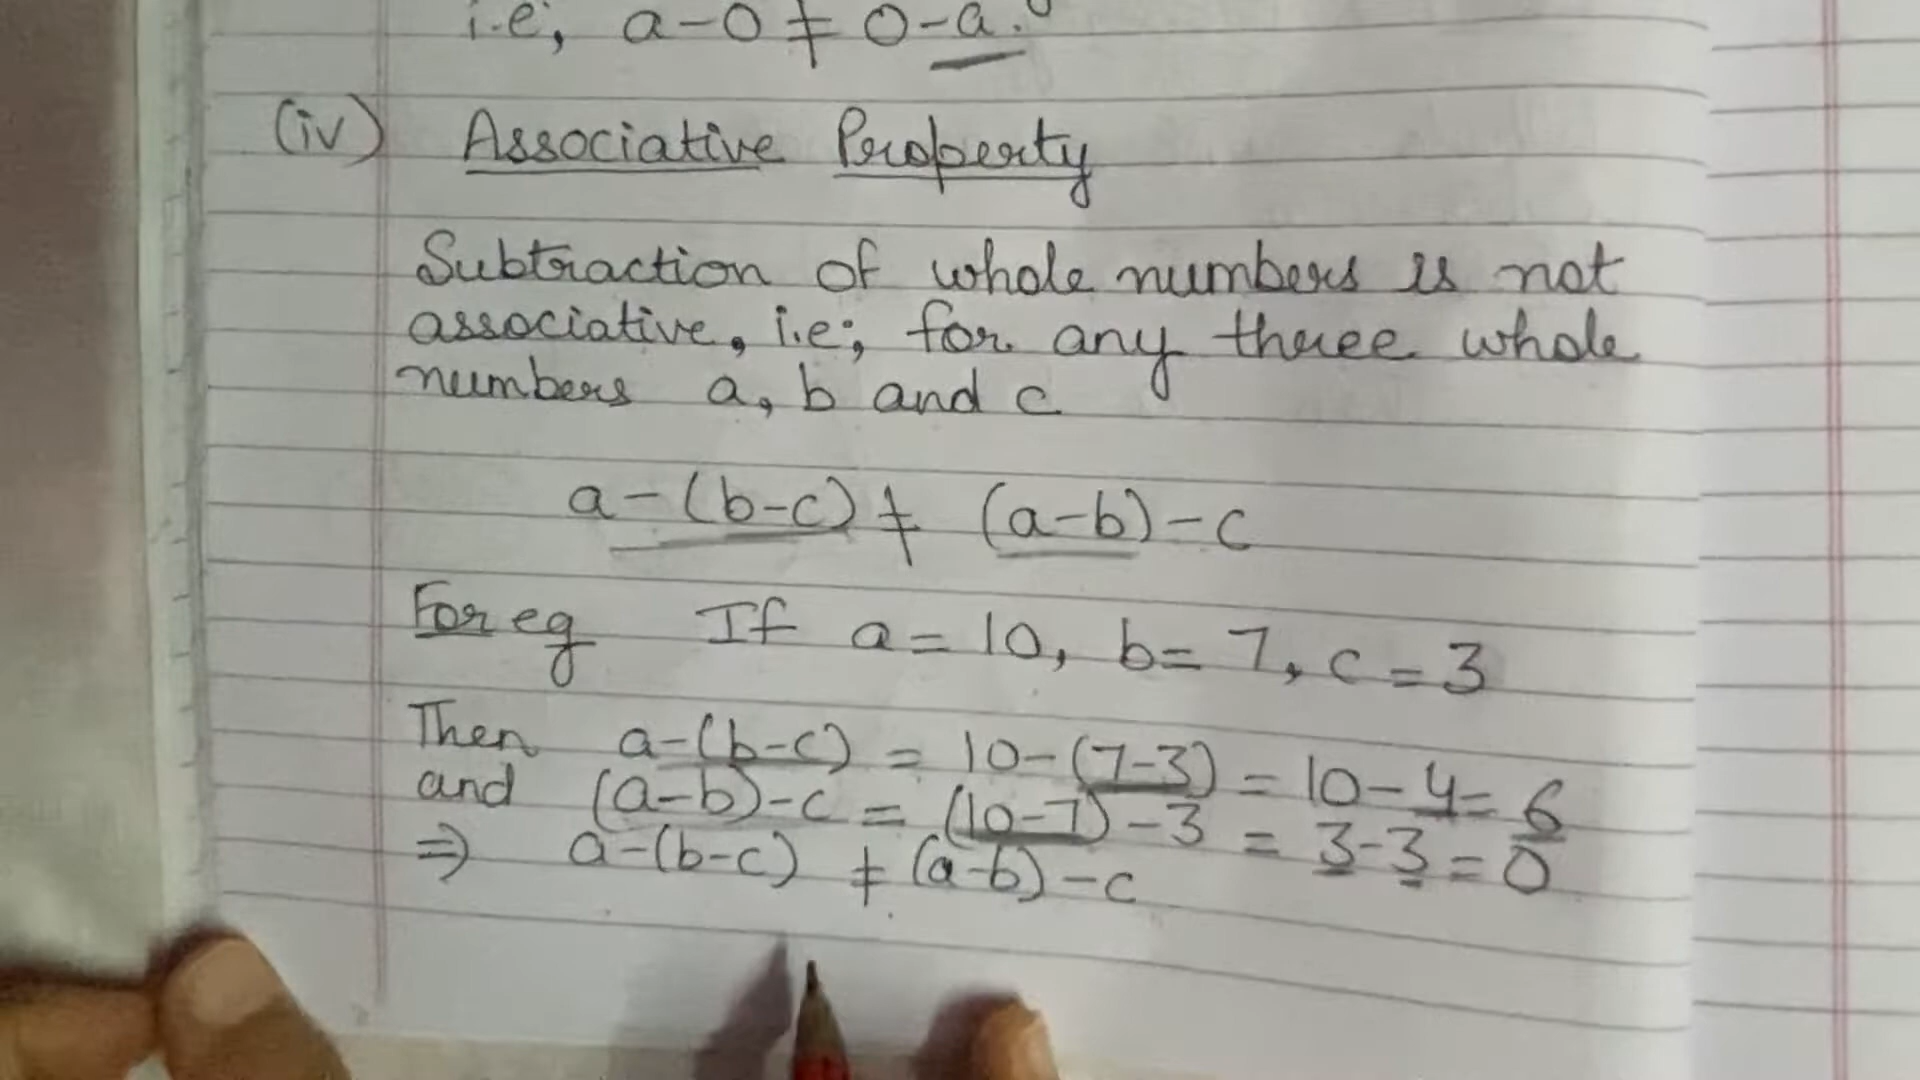 i.e; a-0 ≠ 0-a.
(iv) Associative Property
Subtraction of whole numbers is not
associative, i.e; for any three whole
numbers a, b and c
a-(b-c) ≠ (a-b)-c
For eg If a = 10, b = 7, c = 3
Then a-(b-c) = 10-(7-3) = 10-4 = 6
and (a-b)-c = (10-7)-3 = 3-3 = 0
⇒ a-(b-c) ≠ (a-b)-c